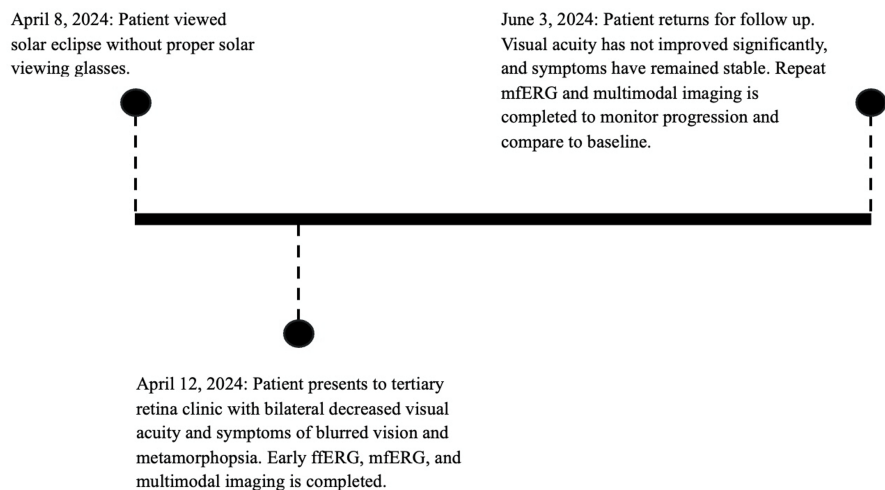 April 8, 2024: Patient viewed
solar eclipse without proper solar
viewing glasses.
June 3, 2024: Patient returns for follow up.
Visual acuity has not improved significantly,
and symptoms have remained stable. Repeat
mfERG and multimodal imaging is
completed to monitor progression and
compare to baseline.
April 12, 2024: Patient presents to tertiary
retina clinic with bilateral decreased visual
acuity and symptoms of blurred vision and
metamorphopsia. Early ffERG, mfERG, and
multimodal imaging is completed.